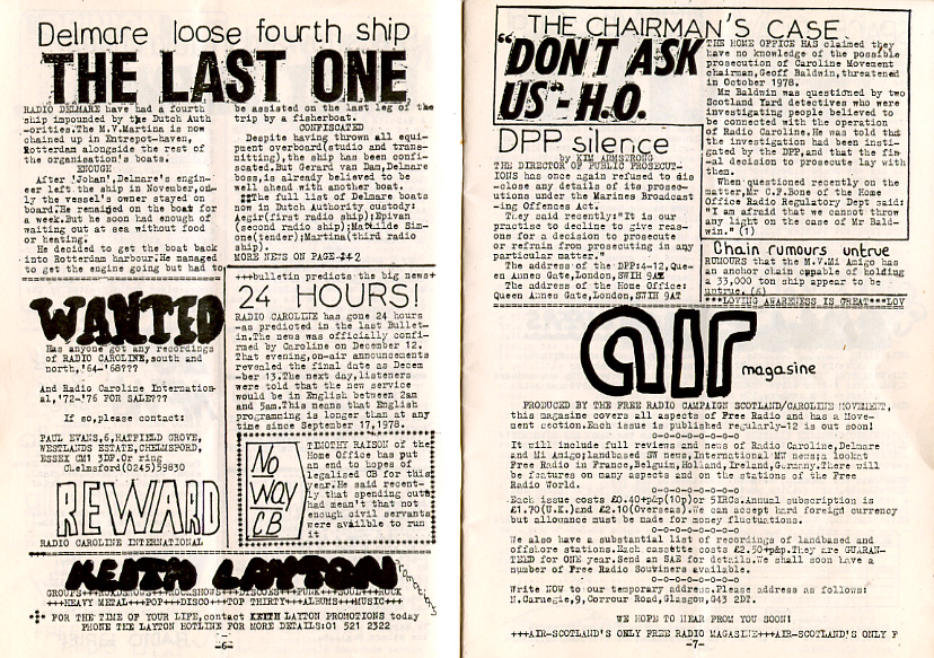 Delmare loose fourth ship
THE LAST ONE
RADIO DELMARE have had a fourth
ship impounded by the Dutch Auth
-orities.The M.V.Martina is now
chained up in Entrepot-haven,
Rotterdam alongside the rest of
the organisation's boats.
ENOUGH
After 'Johan',Delmare's engin-
eer left the ship in November,on-
ly the vessel's owner stayed on
board.He remained on the boat for
a week.But he soon had enough of
waiting out at sea without food
or heating.
He decided to get the boat back
into Rotterdam harbour.He managed
to get the engine going but had to
be assisted on the last leg of the
trip by a fisherboat.
CONFISCATED
Despite having thrown all equi-
pment overboard(studio and trans-
mitting),the ship has been confi-
scated.But Gerard van Dam,Delmare
boss,is already believed to be
well ahead with another boat.
The full list of Delmare boats
now in Dutch Authority custody:
Aegir(first radio ship);Epivan
(second radio ship);Mathilde Sim-
one(tender);Martina(third radio
ship).
MORE NEWS ON PAGE 2
WANTED
Has anyone got any recordings
of RADIO CAROLINE,south and
north,'64-'68???
And Radio Caroline Internation-
al,'72-'76 FOR SALE???
If so,please contact:
PAUL EVANS,6,HATFIELD GROVE,
WESTLANDS ESTATE,CHELMSFORD,
ESSEX CM1 3DF.Or ring
Chelmsford(0245)59830
REWARD
RADIO CAROLINE INTERNATIONAL
+++bulletin predicts the big news+
24 HOURS!
RADIO CAROLINE has gone 24 hours
-as predicted in the last Bullet-
in.The news was officially confi-
rmed by Caroline on December 12.
That evening,on-air announcements
revealed the final date as Decem
-ber 13.The next day,listeners
were told that the new service
would be in English between 2am
and 5am.This means that English
programming is longer than at any
time since September 17,1978.
No
Way
CB
TIMOTHY RAISON of the
Home Office has put
an end to hopes of
legalised CB for this
year.He said recent-
ly that spending cuts
had meant that not
enough civil servants
were availble to run
it
KEITH LAYTON
Promotions
GROUPS+++ROADSHOWS+++DISCOES+++PUNK+++SOUL+++ROCK
+++HEAVY METAL+++POP+++DISCO+++TOP THIRTY+++ALBUMS+++MUSIC+++
FOR THE TIME OF YOUR LIFE,contact KEITH LAYTON PROMOTIONS today
PHONE THE LAYTON HOTLINE FOR MORE DETAILS:01 521 2322
-6-
THE CHAIRMAN'S CASE
"DON'T ASK
US"- H.O.
THE HOME OFFICE HAS claimed they
have no knowledge of the possible
prosecution of Caroline Movement
chairman,Geoff Baldwin,threatened
in October 1978.
Mr Baldwin was questioned by two
Scotland Yard detectives who were
investigating people believed to
be connected with the operation
of Radio Caroline.He was told that
the investigation had been insti-
gated by the DPP,and that the fin-
al decision to prosecute lay with
them.
When questioned recently on the
matter,Mr C.P.Bone of the Home
Office Radio Regulatory Dept said:
"I am afraid that we cannot throw
any light on the case of Mr Bald-
win." (1)
DPP silence
by KIM ARMSTRONG
THE DIRECTOR OF PUBLIC PROSECUT-
IONS has once again refused to dis
-close any details of its prosec-
utions under the Marines Broadcast
-ing Offences Act.
They said recently:"It is our
practise to decline to give reas-
ons for a decision to prosecute
or refrain from prosecuting in any
particular matter."
The address of the DPP:4-12,Que-
en Annes Gate,London,SW1H 9AZ
The address of the Home Office:
Queen Annes Gate,London,SW1H 9AT
Chain rumours untrue
RUMOURS that the M.V.Mi Amigo has
an anchor chain capable of holding
a 33,000 ton ship appear to be
untrue.(6)
***LOVING AWARENESS IS GREAT***LOV
air
magazine
PRODUCED BY THE FREE RADIO CAMPAIGN SCOTLAND/CAROLINE MOVEMENT,
this magazine covers all aspects of Free Radio and has a Move-
ment section.Each issue is published regularly-12 is out soon!
-o-o-o-o-o-o-o-
It will include full reviews and news of Radio Caroline,Delmare
and Mi Amigo;landbased SW news,International MW news;a lookat
Free Radio in France,Belguim,Holland,Ireland,Germany.There will
be features on many aspects and on the stations of the Free
Radio World.
-o-o-o-o-o-o-o-
Each issue costs £0.40+p&p(10p) or 5IRCs.Annual subscription is
£1.70(U.K.)and £2.10(Overseas).We can accept hard foreign currency
but allowance must be made for money fluctuations.
-o-o-o-o-o-o-o-
We also have a substantial list of recordings of landbased and
offshore stations.Each cassette costs £2.50+p&p.They are GUARAN-
TEED for ONE year.Send an SAE for details.We shall soon have a
number of Free Radio Souviners available.
-o-o-o-o-o-o-o-
Write NOW to our temporary address.Please address as follows:
N.Carnegie,9,Corrour Road,Glasgow,G43 2DT.
WE HOPE TO HEAR FROM YOU SOON!
+++AIR-SCOTLAND'S ONLY FREE RADIO MAGASINE+++AIR-SCOTLAND'S ONLY F
-7-